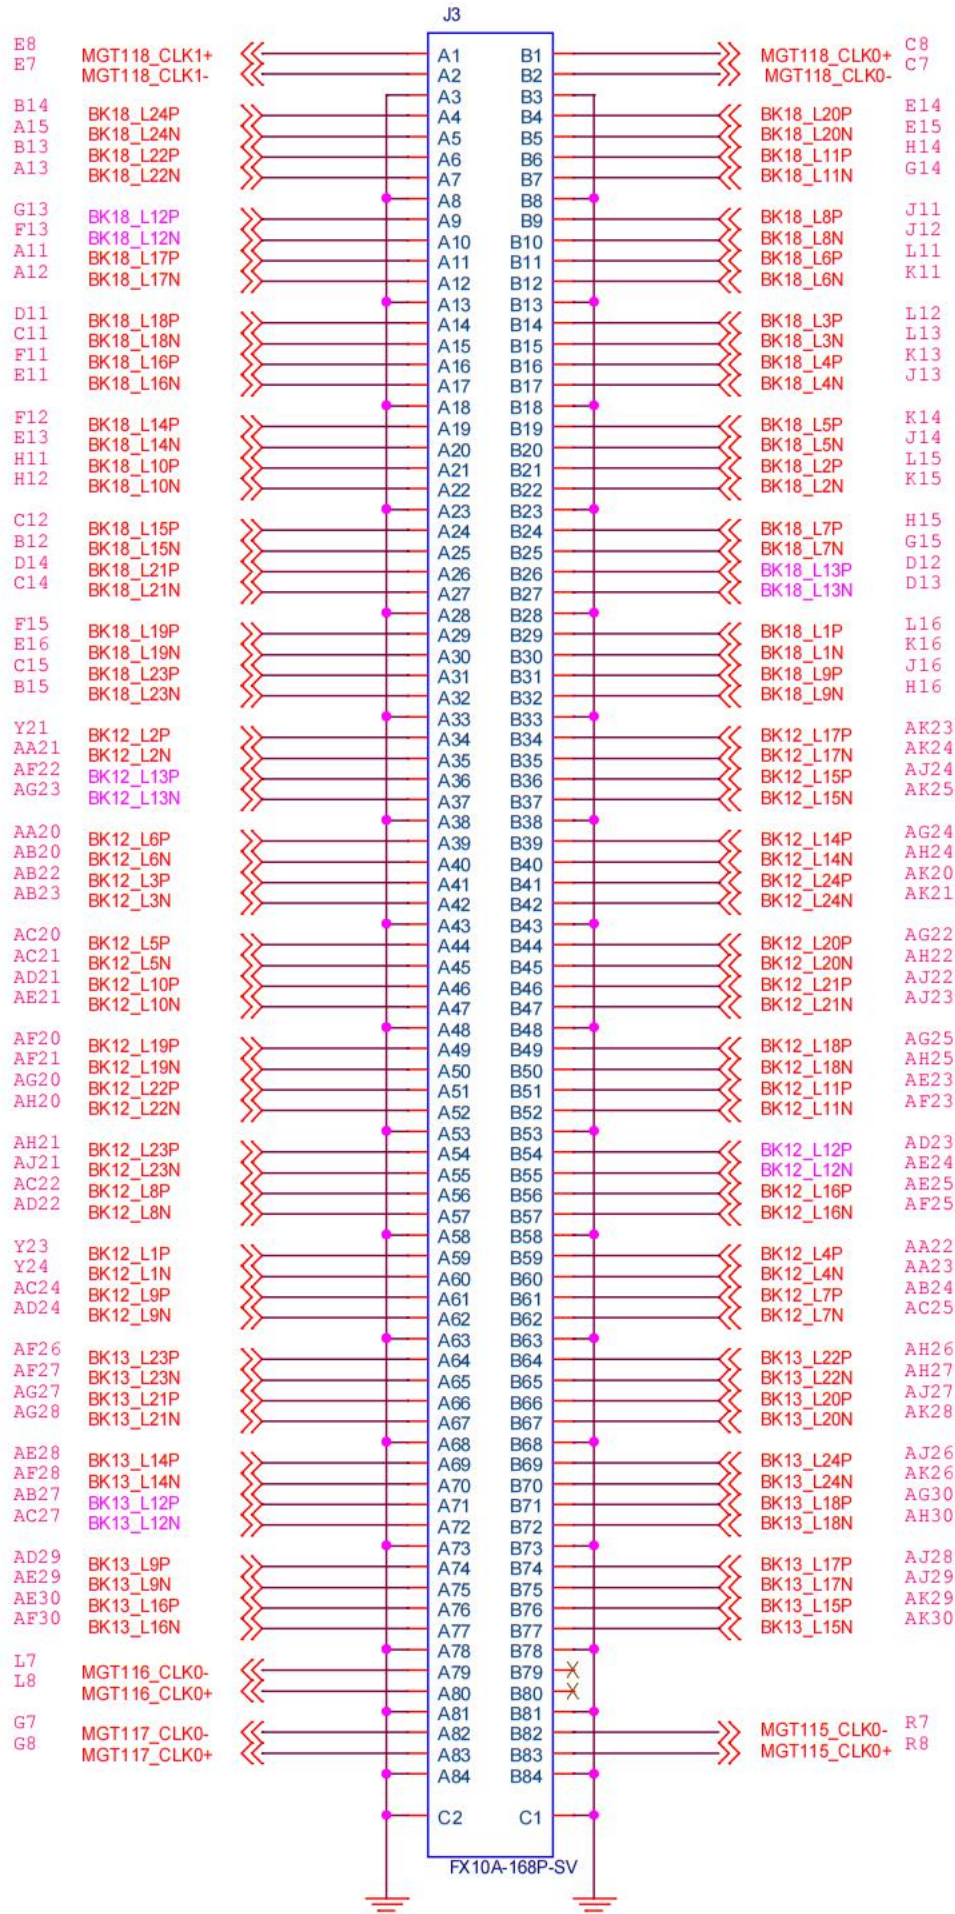 J3
E8 MGT118_CLK1+ A1 B1 MGT118_CLK0+ C8
E7 MGT118_CLK1- A2 B2 MGT118_CLK0- C7
A3 B3
B14 BK18_L24P A4 B4 BK18_L20P E14
A15 BK18_L24N A5 B5 BK18_L20N E15
B13 BK18_L22P A6 B6 BK18_L11P H14
A13 BK18_L22N A7 B7 BK18_L11N G14
A8 B8
G13 BK18_L12P A9 B9 BK18_L8P J11
F13 BK18_L12N A10 B10 BK18_L8N J12
A11 BK18_L17P A11 B11 BK18_L6P L11
A12 BK18_L17N A12 B12 BK18_L6N K11
A13 B13
D11 BK18_L18P A14 B14 BK18_L3P L12
C11 BK18_L18N A15 B15 BK18_L3N L13
F11 BK18_L16P A16 B16 BK18_L4P K13
E11 BK18_L16N A17 B17 BK18_L4N J13
A18 B18
F12 BK18_L14P A19 B19 BK18_L5P K14
E13 BK18_L14N A20 B20 BK18_L5N J14
H11 BK18_L10P A21 B21 BK18_L2P L15
H12 BK18_L10N A22 B22 BK18_L2N K15
A23 B23
C12 BK18_L15P A24 B24 BK18_L7P H15
B12 BK18_L15N A25 B25 BK18_L7N G15
D14 BK18_L21P A26 B26 BK18_L13P D12
C14 BK18_L21N A27 B27 BK18_L13N D13
A28 B28
F15 BK18_L19P A29 B29 BK18_L1P L16
E16 BK18_L19N A30 B30 BK18_L1N K16
C15 BK18_L23P A31 B31 BK18_L9P J16
B15 BK18_L23N A32 B32 BK18_L9N H16
A33 B33
Y21 BK12_L2P A34 B34 BK12_L17P AK23
AA21 BK12_L2N A35 B35 BK12_L17N AK24
AF22 BK12_L13P A36 B36 BK12_L15P AJ24
AG23 BK12_L13N A37 B37 BK12_L15N AK25
A38 B38
AA20 BK12_L6P A39 B39 BK12_L14P AG24
AB20 BK12_L6N A40 B40 BK12_L14N AH24
AB22 BK12_L3P A41 B41 BK12_L24P AK20
AB23 BK12_L3N A42 B42 BK12_L24N AK21
A43 B43
AC20 BK12_L5P A44 B44 BK12_L20P AG22
AC21 BK12_L5N A45 B45 BK12_L20N AH22
AD21 BK12_L10P A46 B46 BK12_L21P AJ22
AE21 BK12_L10N A47 B47 BK12_L21N AJ23
A48 B48
AF20 BK12_L19P A49 B49 BK12_L18P AG25
AF21 BK12_L19N A50 B50 BK12_L18N AH25
AG20 BK12_L22P A51 B51 BK12_L11P AE23
AH20 BK12_L22N A52 B52 BK12_L11N AF23
A53 B53
AH21 BK12_L23P A54 B54 BK12_L12P AD23
AJ21 BK12_L23N A55 B55 BK12_L12N AE24
AC22 BK12_L8P A56 B56 BK12_L16P AE25
AD22 BK12_L8N A57 B57 BK12_L16N AF25
A58 B58
Y23 BK12_L1P A59 B59 BK12_L4P AA22
Y24 BK12_L1N A60 B60 BK12_L4N AA23
AC24 BK12_L9P A61 B61 BK12_L7P AB24
AD24 BK12_L9N A62 B62 BK12_L7N AC25
A63 B63
AF26 BK13_L23P A64 B64 BK13_L22P AH26
AF27 BK13_L23N A65 B65 BK13_L22N AH27
AG27 BK13_L21P A66 B66 BK13_L20P AJ27
AG28 BK13_L21N A67 B67 BK13_L20N AK28
A68 B68
AE28 BK13_L14P A69 B69 BK13_L24P AJ26
AF28 BK13_L14N A70 B70 BK13_L24N AK26
AB27 BK13_L12P A71 B71 BK13_L18P AG30
AC27 BK13_L12N A72 B72 BK13_L18N AH30
A73 B73
AD29 BK13_L9P A74 B74 BK13_L17P AJ28
AE29 BK13_L9N A75 B75 BK13_L17N AJ29
AE30 BK13_L16P A76 B76 BK13_L15P AK29
AF30 BK13_L16N A77 B77 BK13_L15N AK30
A78 B78
L7 MGT116_CLK0- A79 B79
L8 MGT116_CLK0+ A80 B80
A81 B81
G7 MGT117_CLK0- A82 B82 MGT115_CLK0- R7
G8 MGT117_CLK0+ A83 B83 MGT115_CLK0+ R8
A84 B84
C2 C1
FX10A-168P-SV